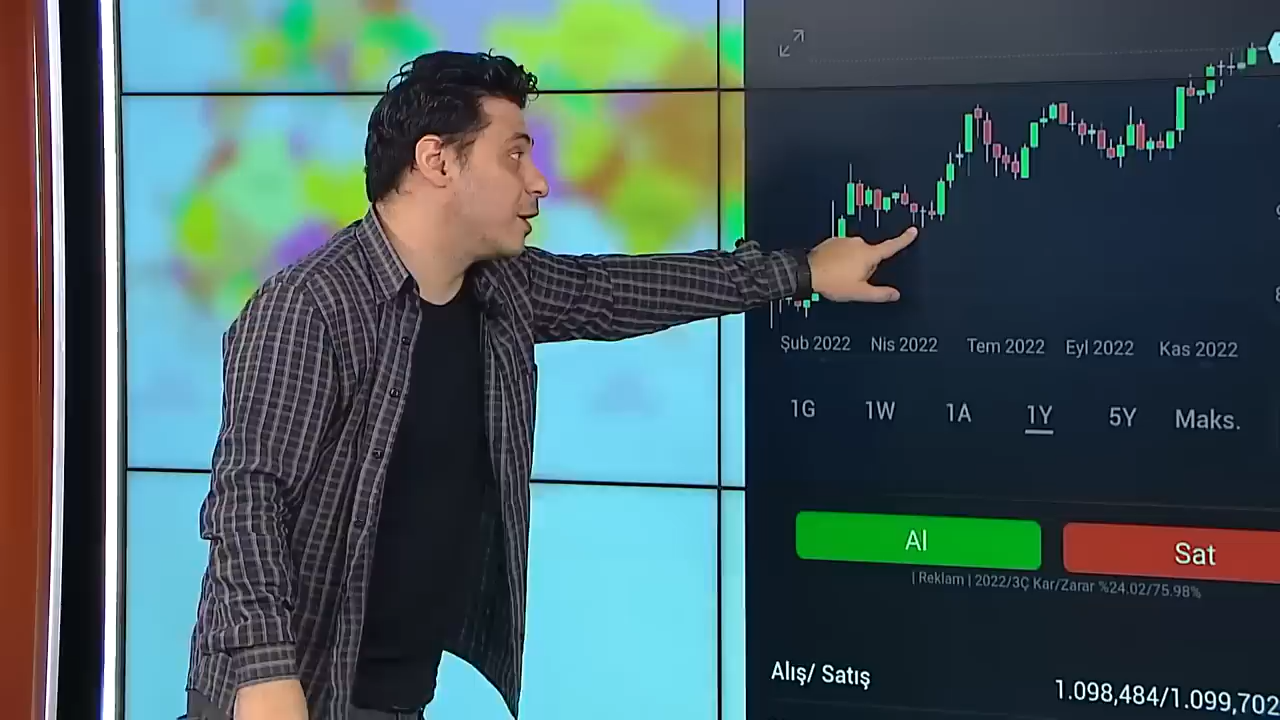 Şub 2022 Nis 2022 Tem 2022 Eyl 2022 Kas 2022
1G 1W 1A 1Y 5Y Maks.
Al Sat
| Reklam | 2022/3Ç Kar/Zarar %24.02/75.98%
Alış/ Satış
1.098,484/1.099,702